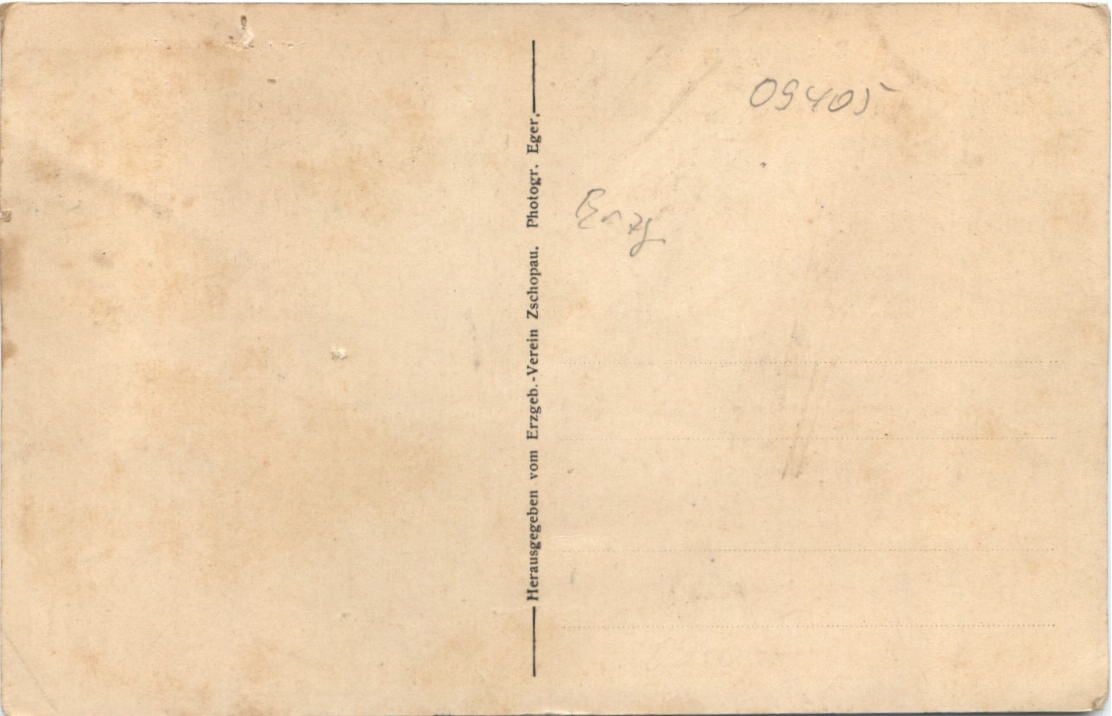 Herausgegeben vom Erzgeb.-Verein Zschopau. Photogr. Eger,
09405
Erzg